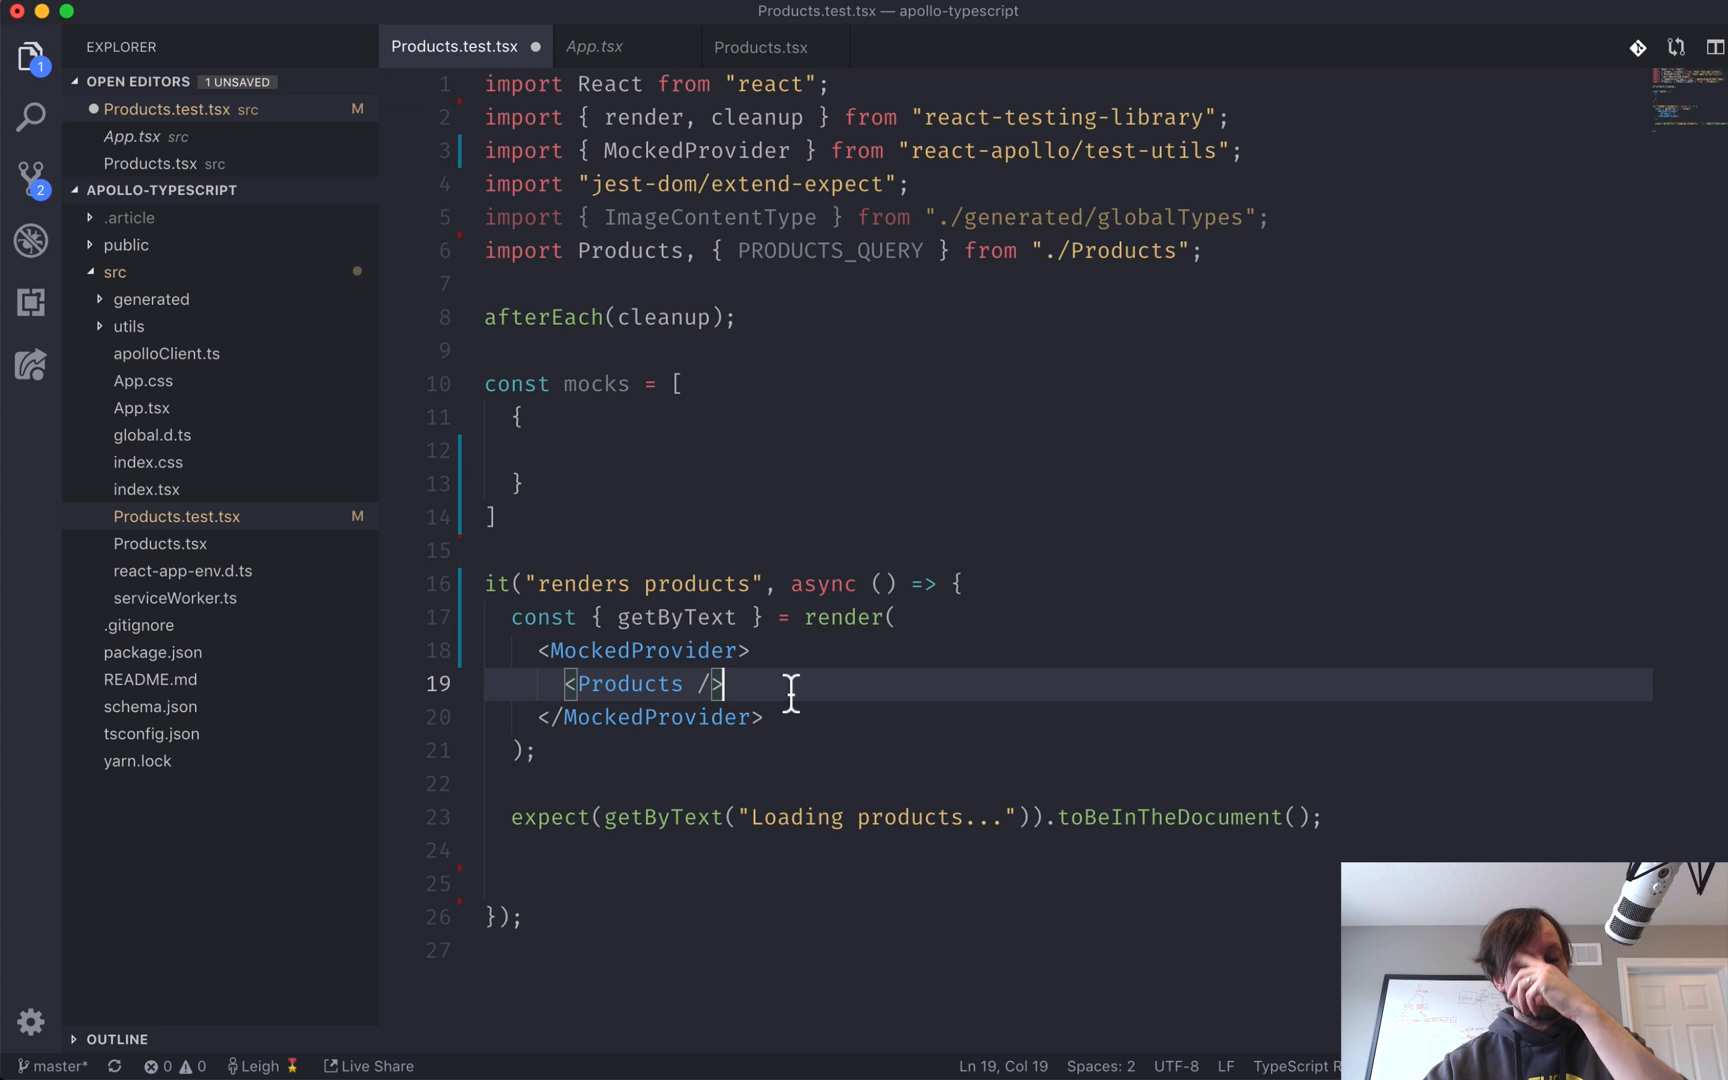 Products.test.tsx — apollo-typescript
EXPLORER
Products.test.tsx
App.tsx
Products.tsx
OPEN EDITORS 1 UNSAVED
Products.test.tsx src M
App.tsx src
Products.tsx src
APOLLO-TYPESCRIPT
.article
public
src
generated
utils
apolloClient.ts
App.css
App.tsx
global.d.ts
index.css
index.tsx
Products.test.tsx M
Products.tsx
react-app-env.d.ts
serviceWorker.ts
.gitignore
package.json
README.md
schema.json
tsconfig.json
yarn.lock
OUTLINE
1
2
1 import React from "react";
2 import { render, cleanup } from "react-testing-library";
3 import { MockedProvider } from "react-apollo/test-utils";
4 import "jest-dom/extend-expect";
5 import { ImageContentType } from "./generated/globalTypes";
6 import Products, { PRODUCTS_QUERY } from "./Products";
7
8 afterEach(cleanup);
9
10 const mocks = [
11 {
12
13 }
14 ]
15
16 it("renders products", async () => {
17 const { getByText } = render(
18 <MockedProvider>
19 <Products />
20 </MockedProvider>
21 );
22
23 expect(getByText("Loading products...")).toBeInTheDocument();
24
25
26 });
27
master* 0 0 Leigh Live Share
Ln 19, Col 19 Spaces: 2 UTF-8 LF TypeScript R